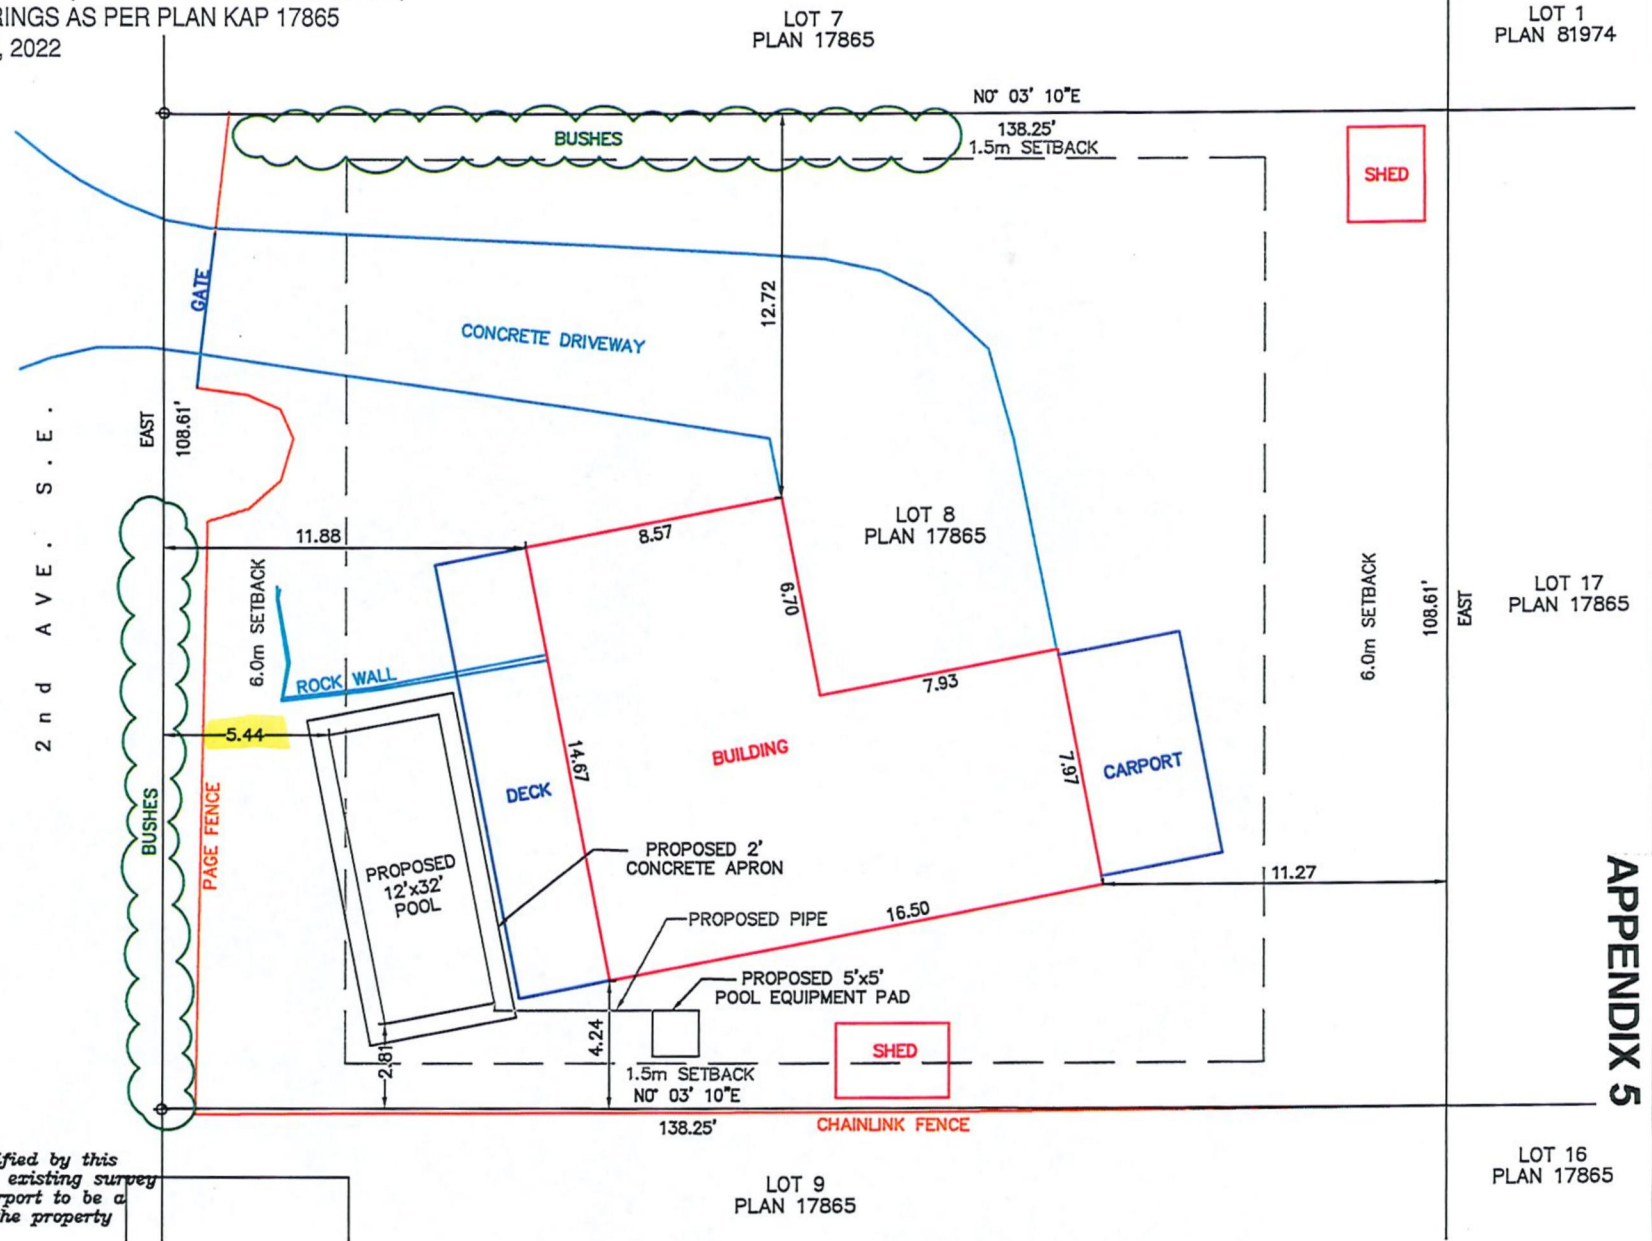 RINGS AS PER PLAN KAP 17865
, 2022
LOT 7
PLAN 17865
LOT 1
PLAN 81974
N0° 03' 10"E
138.25'
1.5m SETBACK
BUSHES
SHED
GATE
CONCRETE DRIVEWAY
12.72
2nd AVE. S.E.
EAST
108.61'
11.88
8.57
LOT 8
PLAN 17865
6.0m SETBACK
6.70
6.0m SETBACK
108.61'
EAST
LOT 17
PLAN 17865
ROCK WALL
7.93
5.44
14.67
BUILDING
7.97
CARPORT
DECK
BUSHES
PAGE FENCE
PROPOSED
12'x32'
POOL
PROPOSED 2'
CONCRETE APRON
11.27
16.50
PROPOSED PIPE
PROPOSED 5'x5'
POOL EQUIPMENT PAD
APPENDIX 5
2.81
4.24
SHED
1.5m SETBACK
N0° 03' 10"E
138.25'
CHAINLINK FENCE
LOT 9
PLAN 17865
LOT 16
PLAN 17865
fied by this
existing survey
rport to be a
he property